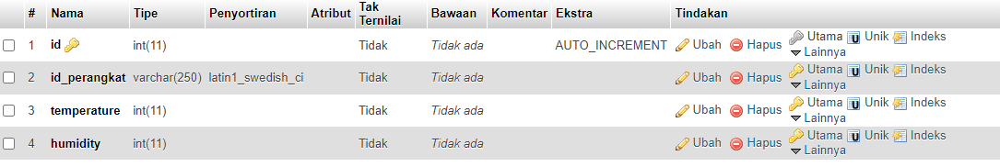 # Nama Tipe Penyortiran Atribut Tak Ternilai Bawaan Komentar Ekstra Tindakan
1 id int(11) Tidak Tidak ada AUTO_INCREMENT Ubah Hapus Utama Unik Indeks
Lainnya
2 id_perangkat varchar(250) latin1_swedish_ci Tidak Tidak ada Ubah Hapus Utama Unik Indeks
Lainnya
3 temperature int(11) Tidak Tidak ada Ubah Hapus Utama Unik Indeks
Lainnya
4 humidity int(11) Tidak Tidak ada Ubah Hapus Utama Unik Indeks
Lainnya